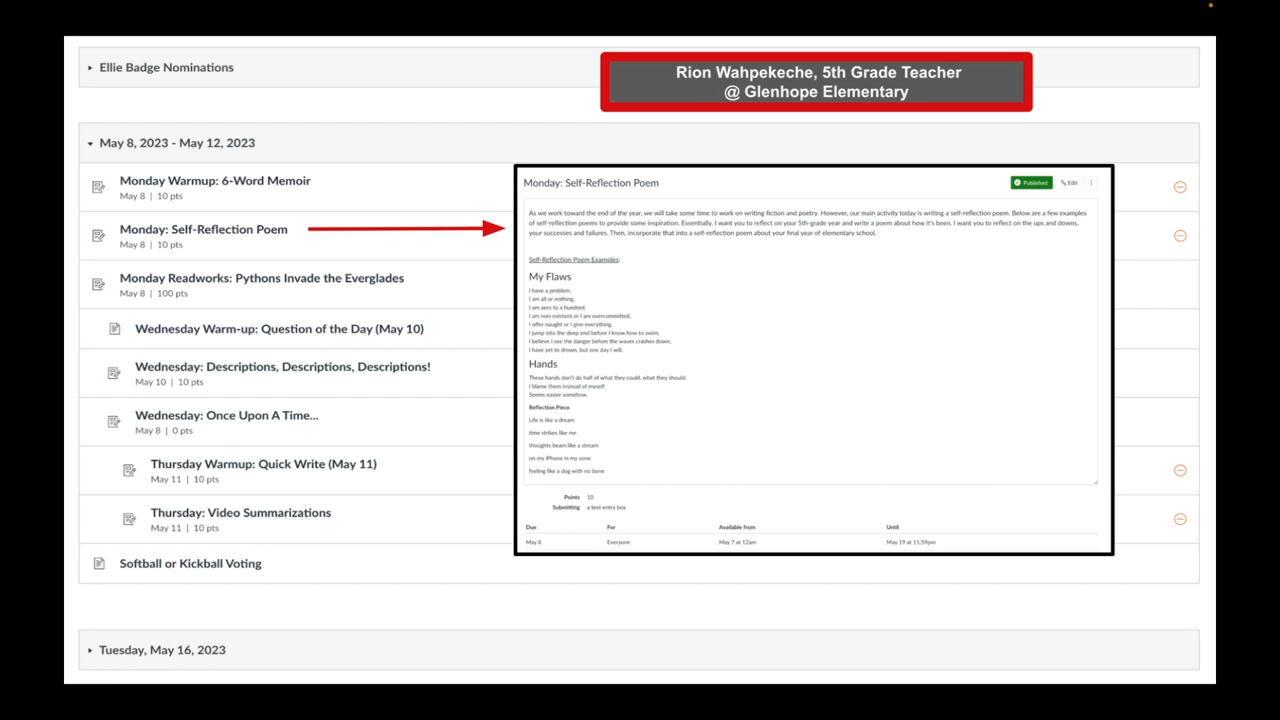 Ellie Badge Nominations
Rion Wahpekeche, 5th Grade Teacher
@ Glenhope Elementary
May 8, 2023 - May 12, 2023
Monday Warmup: 6-Word Memoir
May 8 | 10 pts
Monday: Self-Reflection Poem
May 8 | 10 pts
Monday Readworks: Pythons Invade the Everglades
May 8 | 100 pts
Wednesday Warm-up: Question of the Day (May 10)
Wednesday: Descriptions, Descriptions, Descriptions!
May 10 | 10 pts
Wednesday: Once Upon A Time...
May 8 | 0 pts
Thursday Warmup: Quick Write (May 11)
May 11 | 10 pts
Thursday: Video Summarizations
May 11 | 10 pts
Softball or Kickball Voting
Tuesday, May 16, 2023
Monday: Self-Reflection Poem
Published
Edit
As we work toward the end of the year, we will take some time to work on writing fiction and poetry. However, our main activity today is writing a self-reflection poem. Below are a few examples
of self-reflection poems to provide some inspiration. Essentially, I want you to reflect on your 5th-grade year and write a poem about how it's been. I want you to reflect on the ups and downs,
your successes and failures. Then, incorporate that into a self-reflection poem about your final year of elementary school.
Self-Reflection Poem Examples:
My Flaws
I have a problem,
I am all or nothing,
I am zero to a hundred,
I am non-existent or I am overcommitted,
I offer naught or I give everything,
I jump into the deep end before I know how to swim,
I believe I see the danger before the waves crashes down,
I have yet to drown, but one day I will.
Hands
These hands don't do half of what they could, what they should.
I blame them instead of myself.
Seems easier somehow.
Reflection Piece
Life is like a dream
time strikes like me
thoughts beam like a stream
on my iPhone in my zone
feeling like a dog with no bone
Points 10
Submitting a text entry box
Due For Available from Until
May 8 Everyone May 7 at 12am May 19 at 11:59pm